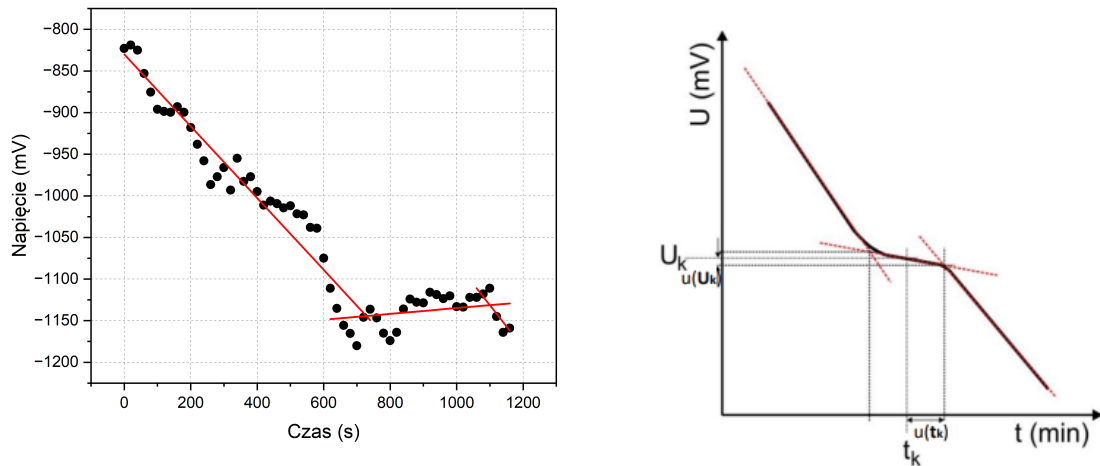 −800
−850
−900
−950
−1000
−1050
−1100
−1150
−1200
Napięcie (mV)
0 200 400 600 800 1000 1200
Czas (s)
U (mV)
Uk
u(Uk)
u(tk)
tk
t (min)